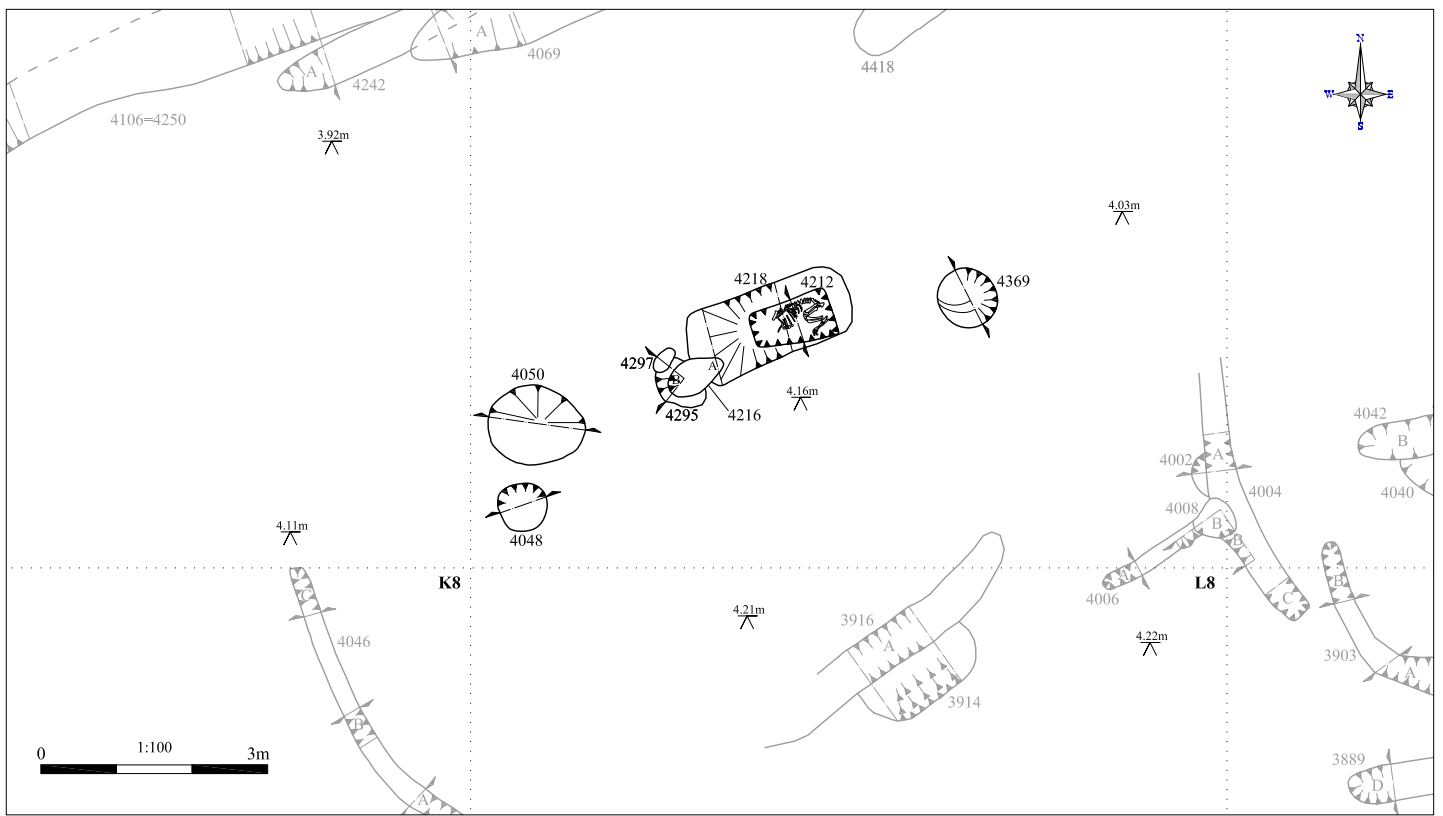 A
4069
4418
A
4242
4106=4250
3.92m
N
W E
S
4.03m
4218
4212
4369
4297
A
B
4295
4216
4.16m
4050
4048
4.11m
4042
B
4040
4002
A
4004
4008
B
B
A
4006
C
B
3903
A
K8
L8
C
4046
B
A
4.21m
3916
A
3914
4.22m
3889
D
0 1:100 3m